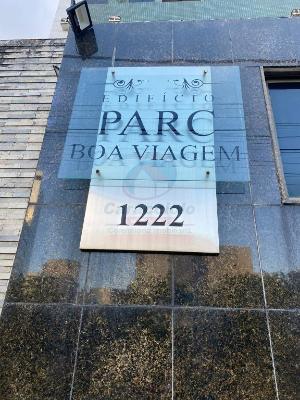 EDIFÍCIO
PARC
BOA VIAGEM
1222